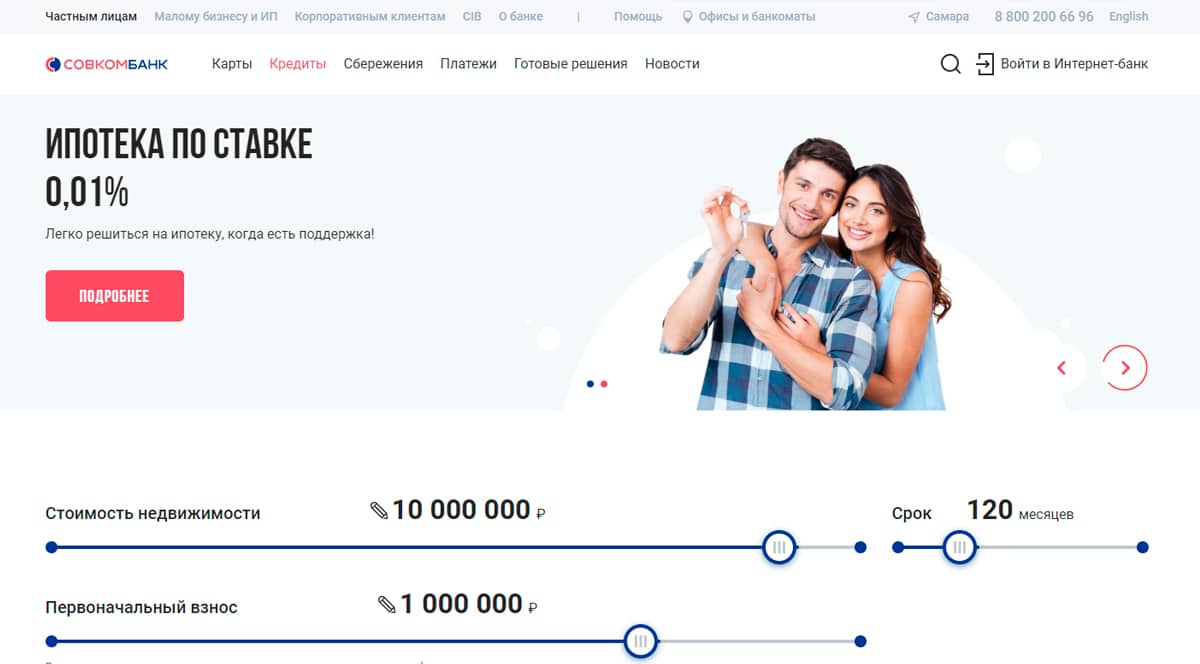 Частным лицам Малому бизнесу и ИП Корпоративным клиентам CIB О банке | Помощь Офисы и банкоматы Самара 8 800 200 66 96 English
СОВКОМБАНК Карты Кредиты Сбережения Платежи Готовые решения Новости Войти в Интернет-банк
ИПОТЕКА ПО СТАВКЕ
0,01%
Легко решиться на ипотеку, когда есть поддержка!
ПОДРОБНЕЕ
Стоимость недвижимости 10 000 000 ₽ Срок 120 месяцев
Первоначальный взнос 1 000 000 ₽